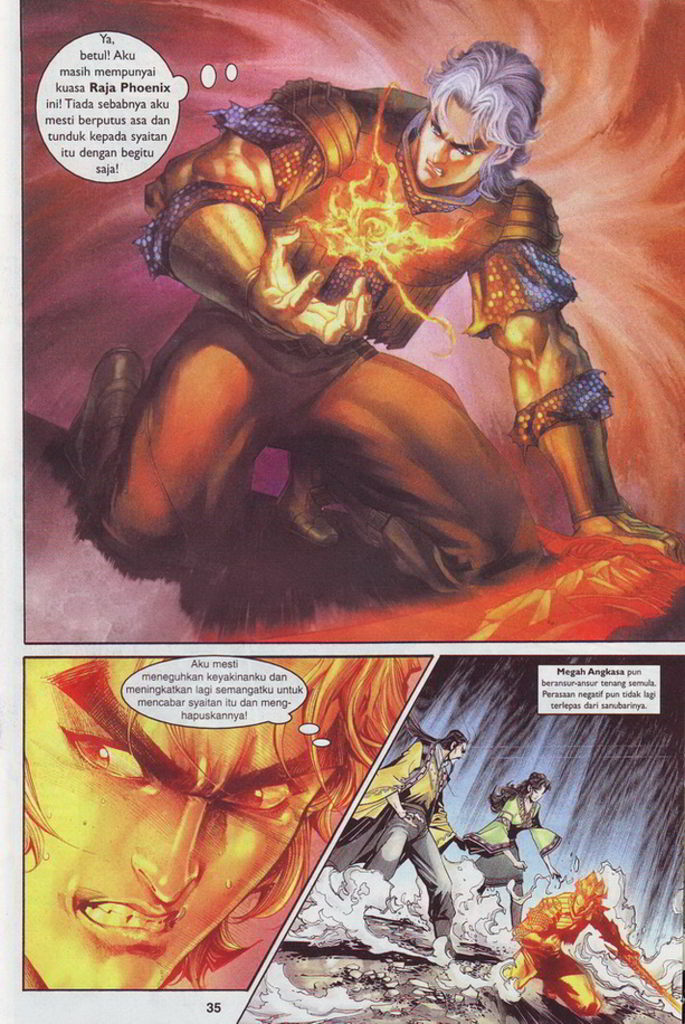 Ya,
betul! Aku
masih mempunyai
kuasa Raja Phoenix
ini! Tiada sebabnya aku
mesti berputus asa dan
tunduk kepada syaitan
itu dengan begitu
saja!
Aku mesti
meneguhkan keyakinanku dan
meningkatkan lagi semangatku untuk
mencabar syaitan itu dan meng-
hapuskannya!
Megah Angkasa pun
beransur-ansur tenang semula.
Perasaan negatif pun tidak lagi
terlepas dari sanubarinya.
35